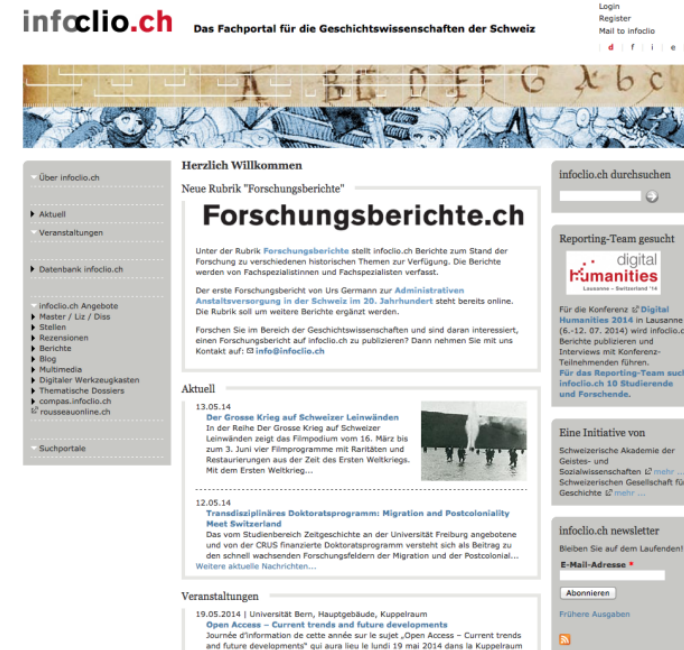 infoclio.ch
Das Fachportal für die Geschichtswissenschaften der Schweiz
Login
Register
Mail to infoclio
d f i e
A B D E F G X b c
Über infoclio.ch
Aktuell
Veranstaltungen
Datenbank infoclio.ch
infoclio.ch Angebote
Master / Liz / Diss
Stellen
Rezensionen
Berichte
Blog
Multimedia
Digitaler Werkzeugkasten
Thematische Dossiers
compas.infoclio.ch
rousseauonline.ch
Suchportale
Herzlich Willkommen
Neue Rubrik "Forschungsberichte"
Forschungsberichte.ch
Unter der Rubrik Forschungsberichte stellt infoclio.ch Berichte zum Stand der
Forschung zu verschiedenen historischen Themen zur Verfügung. Die Berichte
werden von Fachspezialistinnen und Fachspezialisten verfasst.
Der erste Forschungsbericht von Urs Germann zur Administrativen
Anstaltsversorgung in der Schweiz im 20. Jahrhundert steht bereits online.
Die Rubrik soll um weitere Berichte ergänzt werden.
Forschen Sie im Bereich der Geschichtswissenschaften und sind daran interessiert,
einen Forschungsbericht auf infoclio.ch zu publizieren? Dann nehmen Sie mit uns
Kontakt auf: info@infoclio.ch
Aktuell
13.05.14
Der Grosse Krieg auf Schweizer Leinwänden
In der Reihe Der Grosse Krieg auf Schweizer
Leinwänden zeigt das Filmpodium vom 16. März bis
zum 3. Juni vier Filmprogramme mit Raritäten und
Restaurierungen aus der Zeit des Ersten Weltkriegs.
Mit dem Ersten Weltkrieg...
12.05.14
Transdisziplinäres Doktoratsprogramm: Migration and Postcoloniality
Meet Switzerland
Das vom Studienbereich Zeitgeschichte an der Universität Freiburg angebotene
und von der CRUS finanzierte Doktoratsprogramm versteht sich als Beitrag zu
den schnell wachsenden Forschungsfeldern der Migration und der Postcolonial...
Weitere aktuelle Nachrichten...
Veranstaltungen
19.05.2014 | Universität Bern, Hauptgebäude, Kuppelraum
Open Access – Current trends and future developments
Journée d'information de cette année sur le sujet „Open Access – Current trends
and future developments" qui aura lieu le lundi 19 mai 2014 dans la Kuppelraum
infoclio.ch durchsuchen
Reporting-Team gesucht
digital
humanities
Lausanne – Switzerland '14
Für die Konferenz Digital
Humanities 2014 in Lausanne
(6.-12. 07. 2014) wird infoclio.c
Berichte publizieren und
Interviews mit Konferenz-
Teilnehmenden führen.
Für das Reporting-Team such
infoclio.ch 10 Studierende
und Forschende.
Eine Initiative von
Schweizerische Akademie der
Geistes- und
Sozialwissenschaften mehr ...
Schweizerischen Gesellschaft für
Geschichte mehr ...
infoclio.ch newsletter
Bleiben Sie auf dem Laufenden!
E-Mail-Adresse *
Abonnieren
Frühere Ausgaben